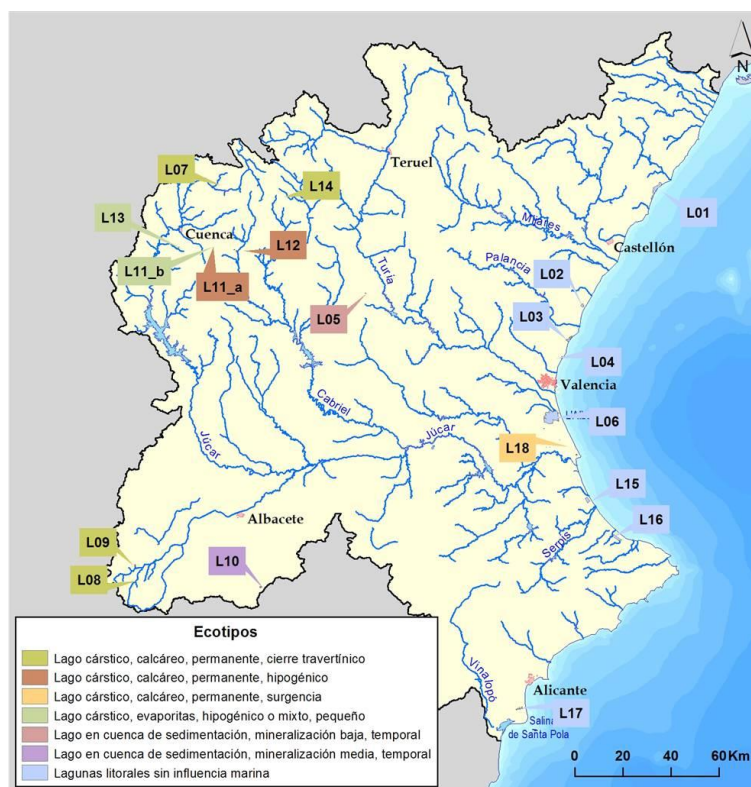 N
Teruel
L07
L14
L01
Mijares
L13
Cuenca
L12
Castellón
Palancia
L11_b
L02
Turia
L11_a
L03
L05
L04
Valencia
Cabriel
L06
Júcar
Júcar
L18
L15
Albacete
L16
L09
Serpis
L10
L08
Ecotipos
Lago cárstico, calcáreo, permanente, cierre travertínico
Lago cárstico, calcáreo, permanente, hipogénico
Vinalopó
Lago cárstico, calcáreo, permanente, surgencia
Alicante
Lago cárstico, evaporitas, hipogénico o mixto, pequeño
L17
Lago en cuenca de sedimentación, mineralización baja, temporal
Salinas
de Santa Pola
Lago en cuenca de sedimentación, mineralización media, temporal
Lagunas litorales sin influencia marina
0 20 40 60 Km